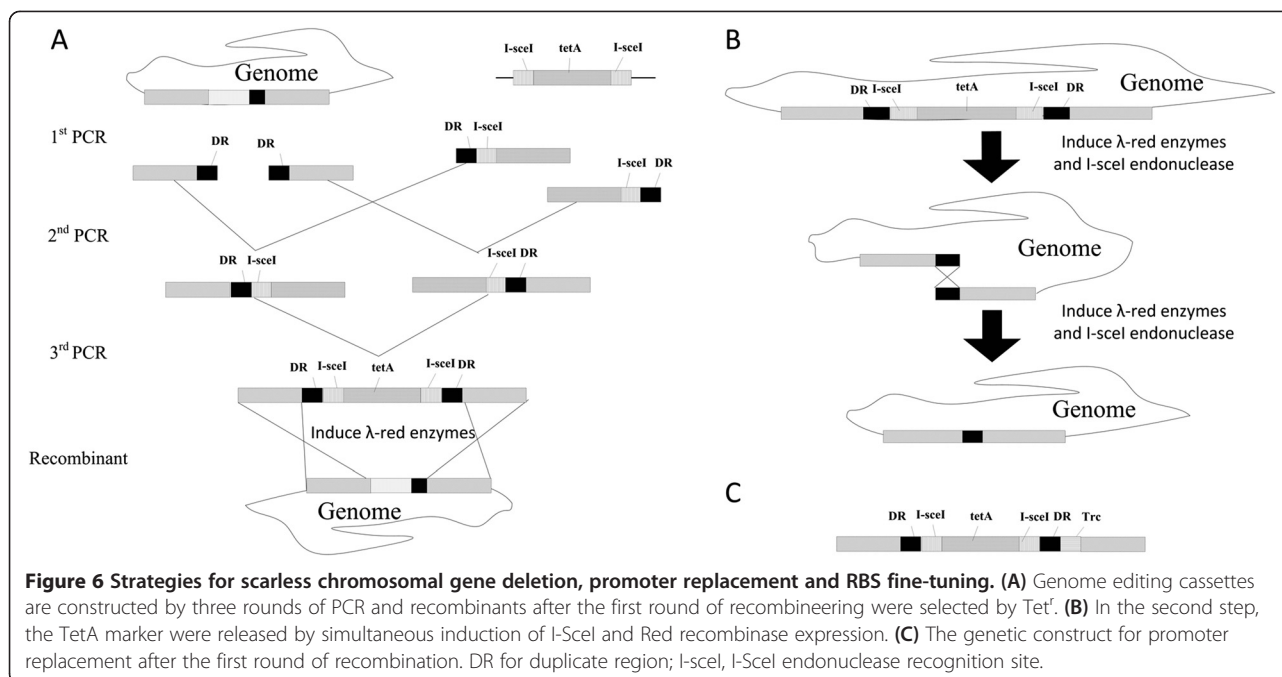 A
Genome
I-sceI tetA I-sceI
1st PCR
DR
DR
DR I-sceI
I-sceI DR
2nd PCR
DR I-sceI
I-sceI DR
3rd PCR
DR I-sceI tetA I-sceI DR
Induce λ-red enzymes
Recombinant
Genome
B
Genome
DR I-sceI tetA I-sceI DR
Induce λ-red enzymes
and I-sceI endonuclease
Genome
Induce λ-red enzymes
and I-sceI endonuclease
Genome
C
DR I-sceI tetA I-sceI DR Trc
Figure 6 Strategies for scarless chromosomal gene deletion, promoter replacement and RBS fine-tuning. (A) Genome editing cassettes
are constructed by three rounds of PCR and recombinants after the first round of recombineering were selected by Tetr. (B) In the second step,
the TetA marker were released by simultaneous induction of I-SceI and Red recombinase expression. (C) The genetic construct for promoter
replacement after the first round of recombination. DR for duplicate region; I-sceI, I-SceI endonuclease recognition site.